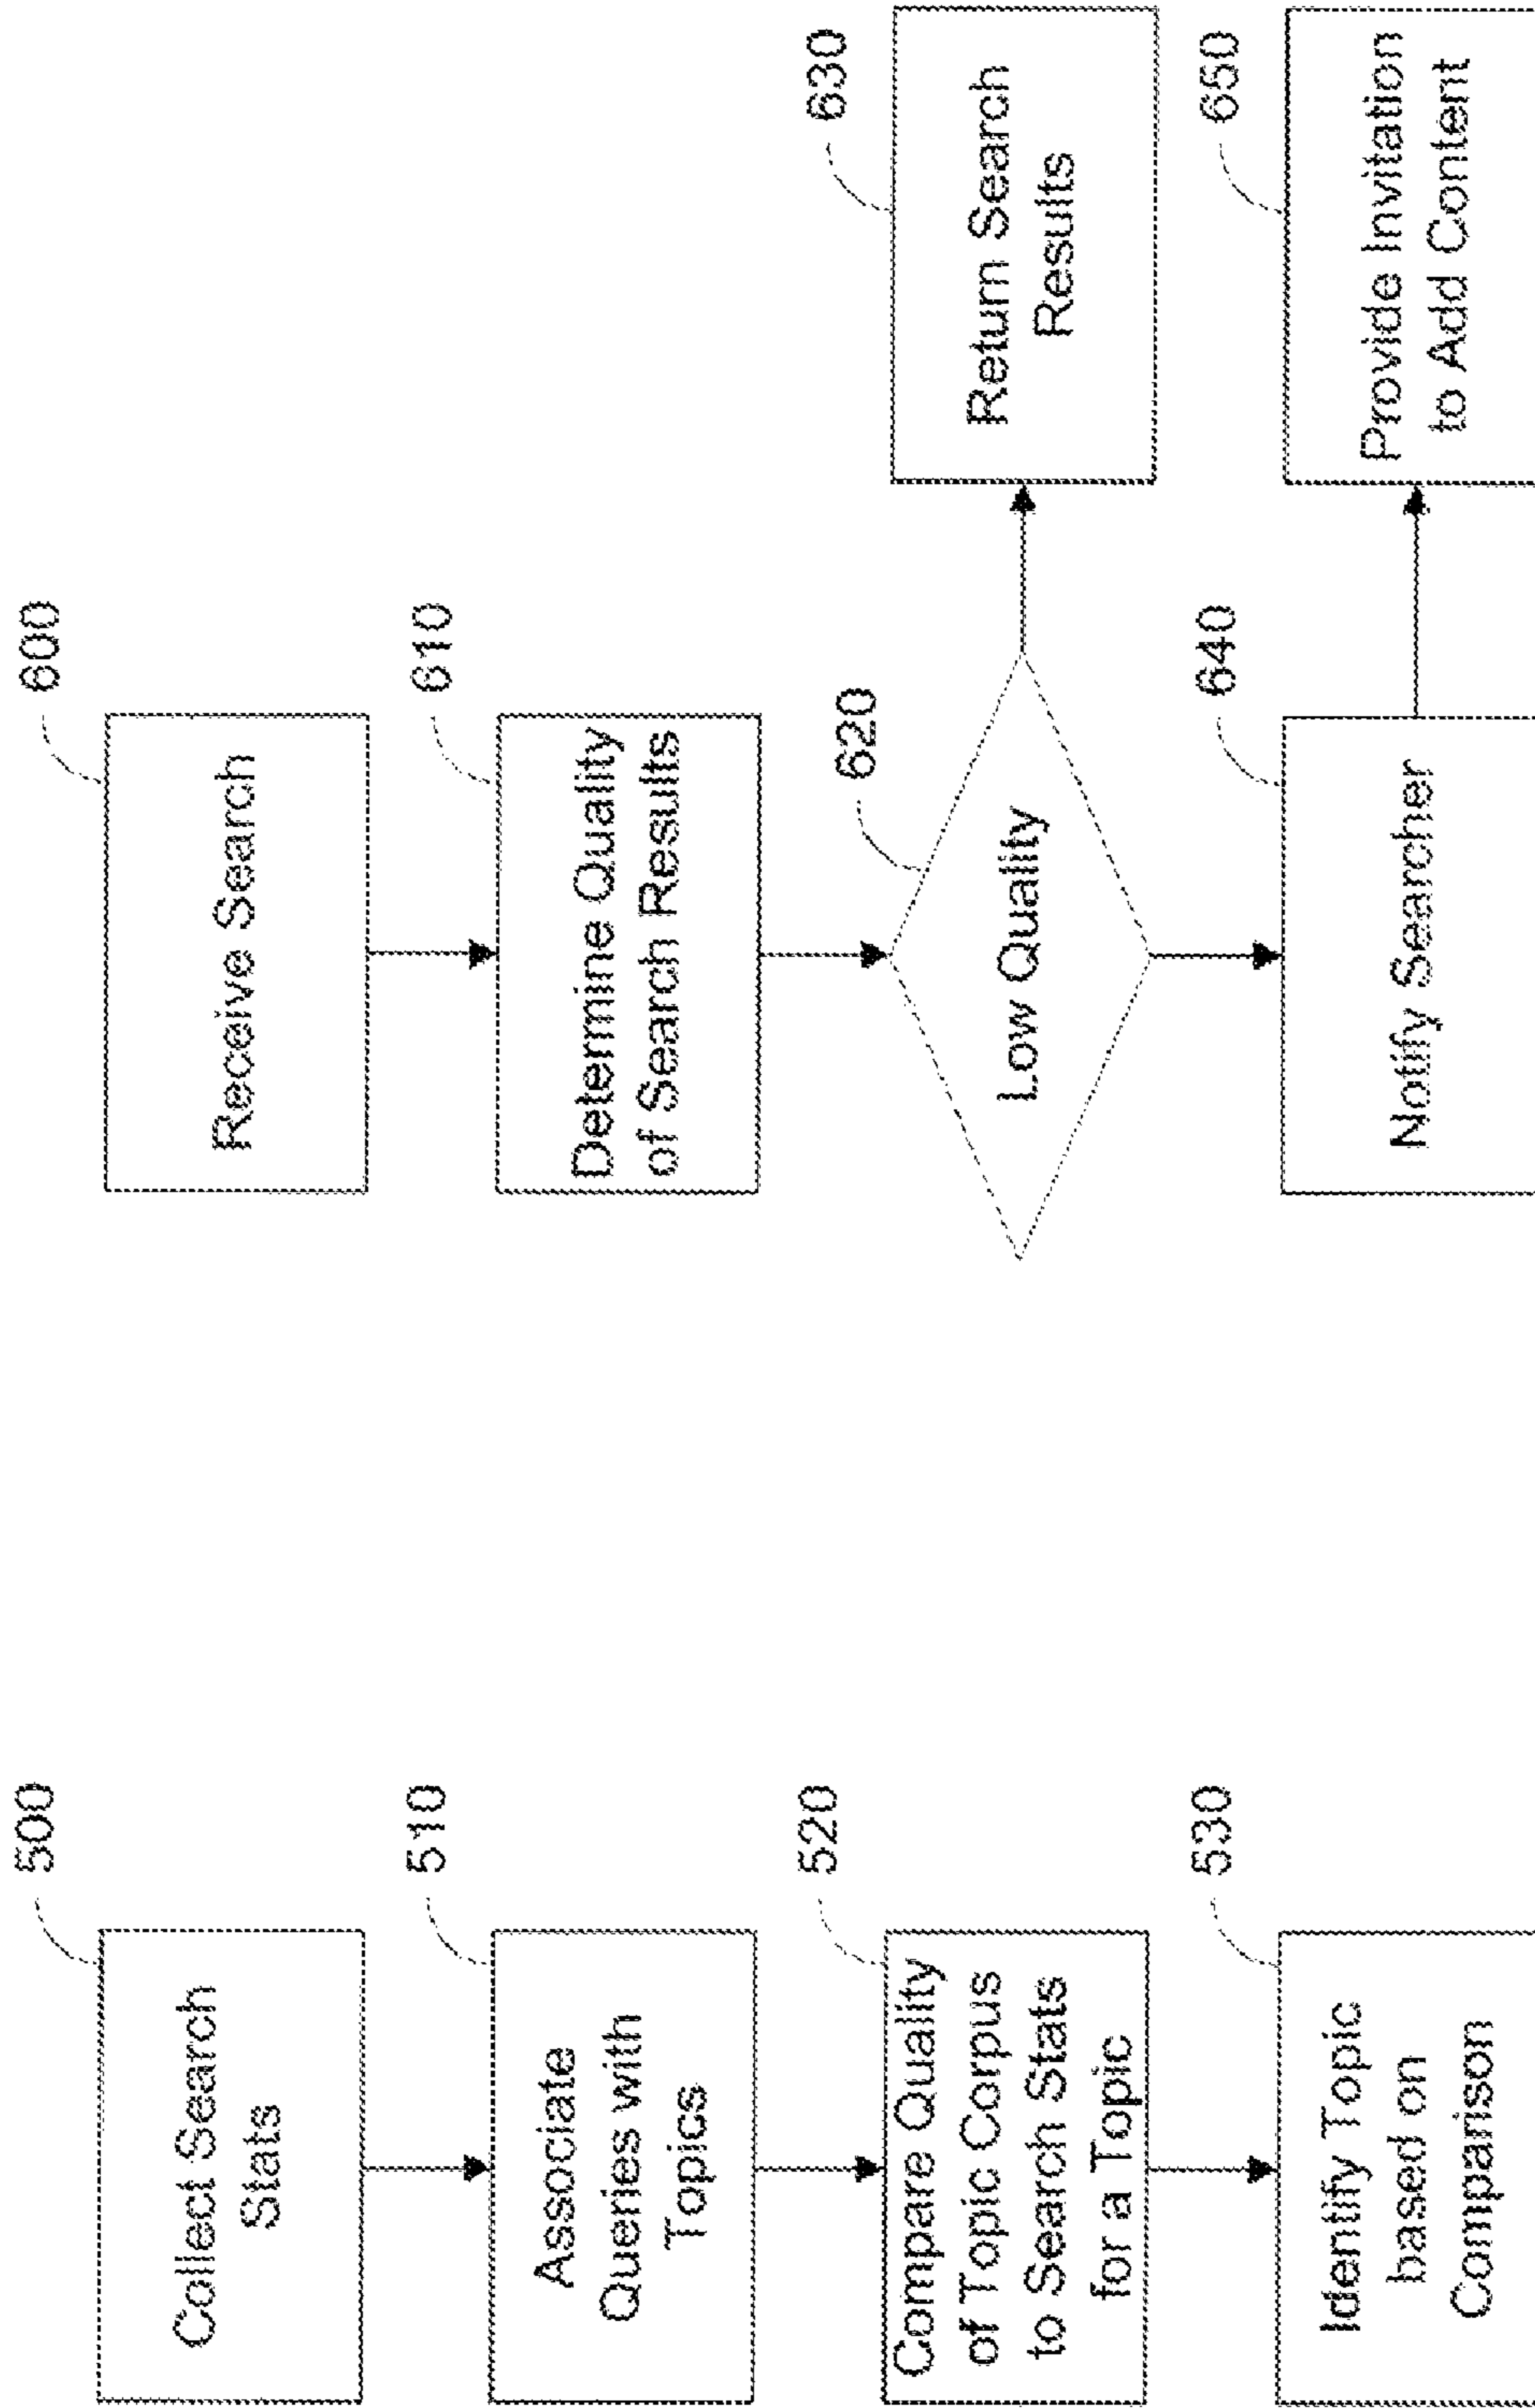 500
Collect Search
Stats
510
Associate
Queries with
Topics
520
Compare Quality
of Topic Corpus
to Search Stats
for a Topic
530
Identify Topic
based on
Comparison
600
Receive Search
610
Determine Quality
of Search Results
620
Low Quality
630
Return Search
Results
640
Notify Searcher
650
Provide Invitation
to Add Content